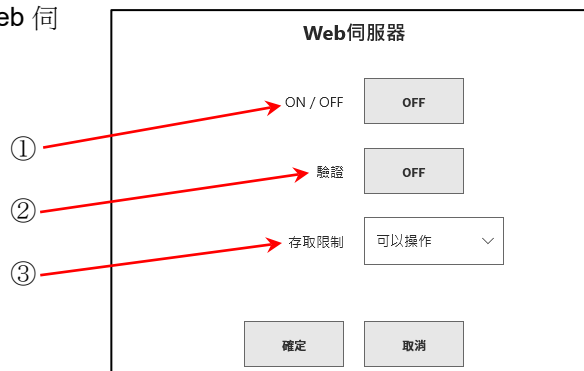 eb 伺
Web伺服器
ON / OFF OFF
①
驗證 OFF
②
存取限制 可以操作
③
確定 取消